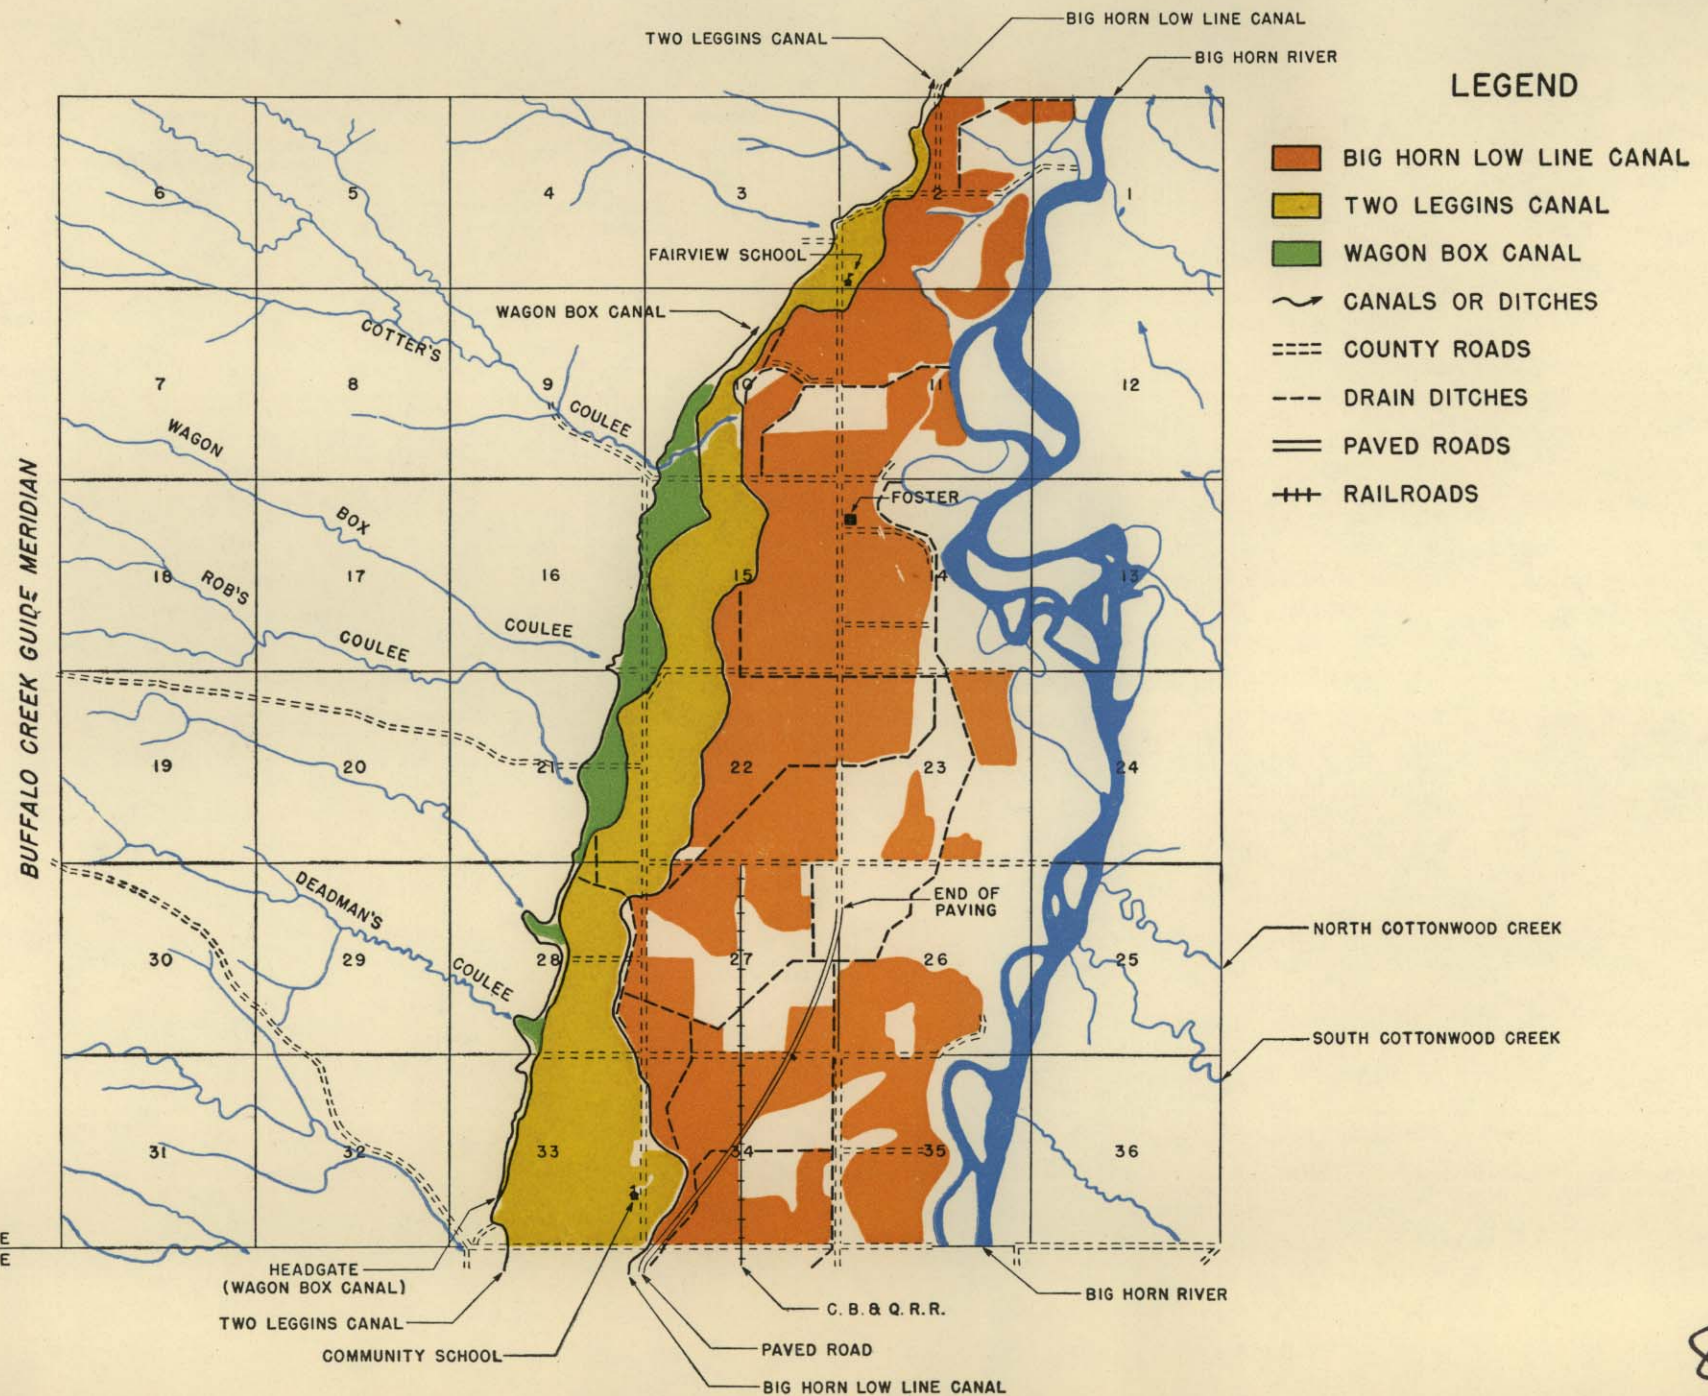 BIG HORN LOW LINE CANAL
TWO LEGGINS CANAL
BIG HORN RIVER
LEGEND
BIG HORN LOW LINE CANAL
TWO LEGGINS CANAL
WAGON BOX CANAL
CANALS OR DITCHES
COUNTY ROADS
DRAIN DITCHES
PAVED ROADS
RAILROADS
6
5
4
3
2
1
FAIRVIEW SCHOOL
WAGON BOX CANAL
COTTER'S
COULEE
7
8
9
10
11
12
WAGON
BOX
COULEE
FOSTER
18
17
16
15
14
13
ROB'S
COULEE
BUFFALO CREEK GUIDE MERIDIAN
19
20
21
22
23
24
DEADMAN'S
COULEE
END OF
PAVING
NORTH COTTONWOOD CREEK
30
29
28
27
26
25
SOUTH COTTONWOOD CREEK
31
32
33
34
35
36
E
E
HEADGATE
(WAGON BOX CANAL)
TWO LEGGINS CANAL
COMMUNITY SCHOOL
C. B. & Q. R. R.
BIG HORN RIVER
PAVED ROAD
BIG HORN LOW LINE CANAL